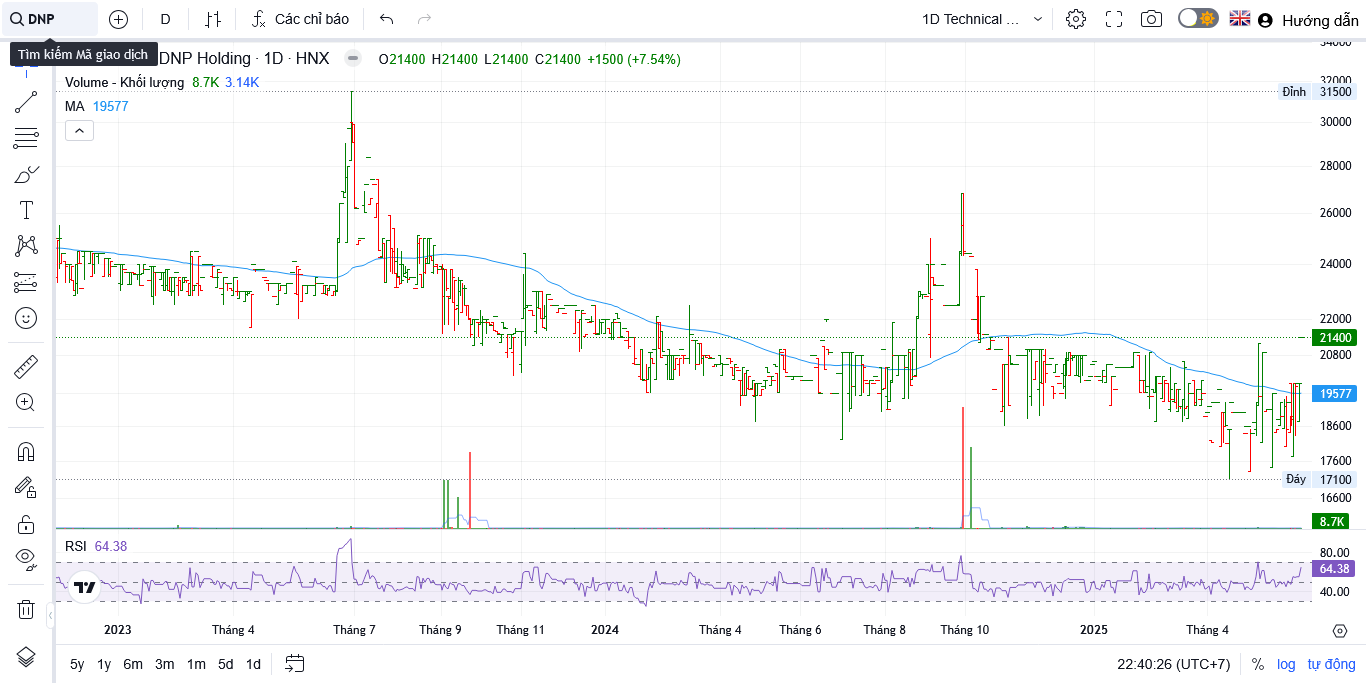 DNP
D
Các chỉ báo
1D Technical ...
Hướng dẫn
Tìm kiếm Mã giao dịch
DNP Holding · 1D · HNX
O21400 H21400 L21400 C21400 +1500 (+7.54%)
Volume - Khối lượng 8.7K 3.14K
MA 19577
34000
32000
Đỉnh 31500
30000
28000
26000
24000
22000
21400
20800
19577
18600
17600
Đáy 17100
16600
8.7K
RSI 64.38
80.00
64.38
40.00
2023 Tháng 4 Tháng 7 Tháng 9 Tháng 11 2024 Tháng 4 Tháng 6 Tháng 8 Tháng 10 2025 Tháng 4
5y 1y 6m 3m 1m 5d 1d
22:40:26 (UTC+7) % log tự động